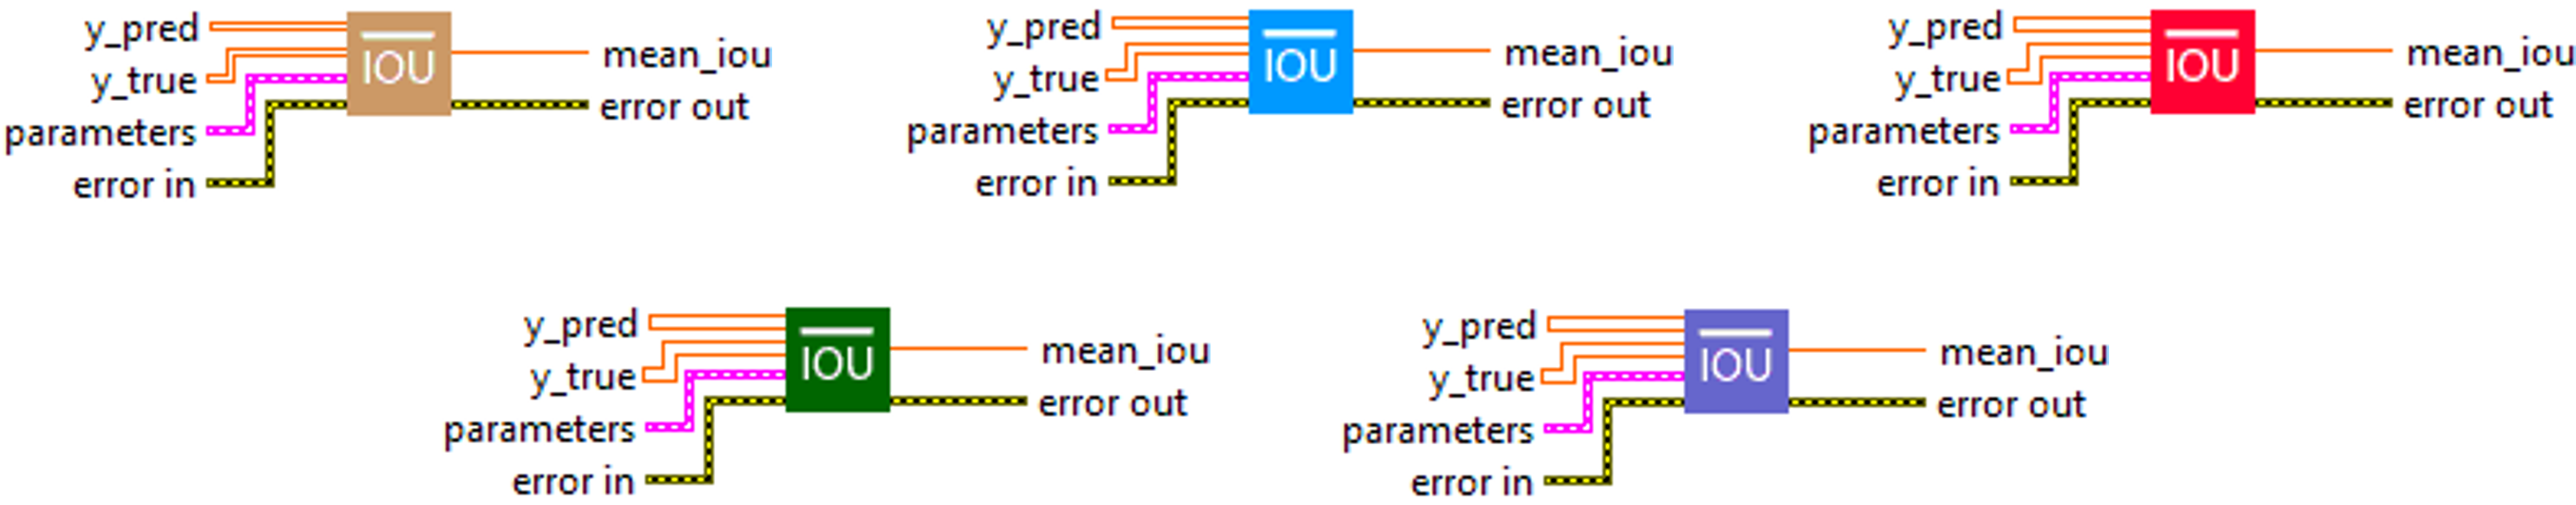 y_pred
y_true
parameters
error in
IOU
mean_iou
error out
y_pred
y_true
parameters
error in
IOU
mean_iou
error out
y_pred
y_true
parameters
error in
IOU
mean_iou
error out
y_pred
y_true
parameters
error in
IOU
mean_iou
error out
y_pred
y_true
parameters
error in
IOU
mean_iou
error out